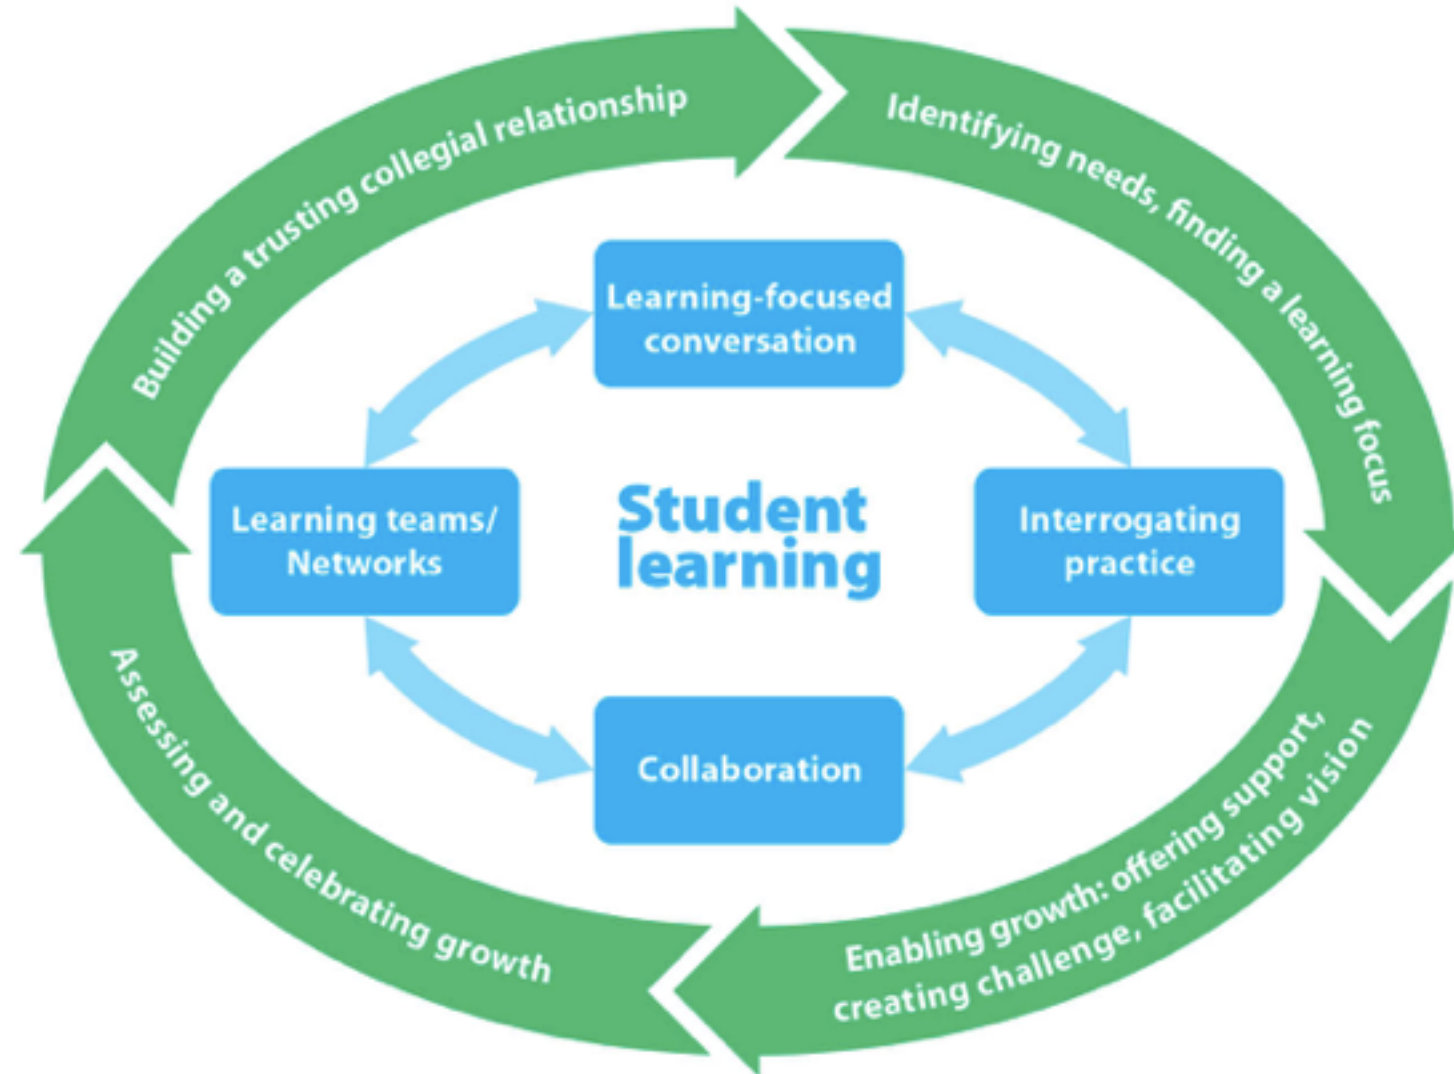 Building a trusting collegial relationship
Identifying needs, finding a learning focus
Learning-focused
conversation
Learning teams/
Networks
Student
learning
Interrogating
practice
Collaboration
Assessing and celebrating growth
Enabling growth: offering support,
creating challenge, facilitating vision